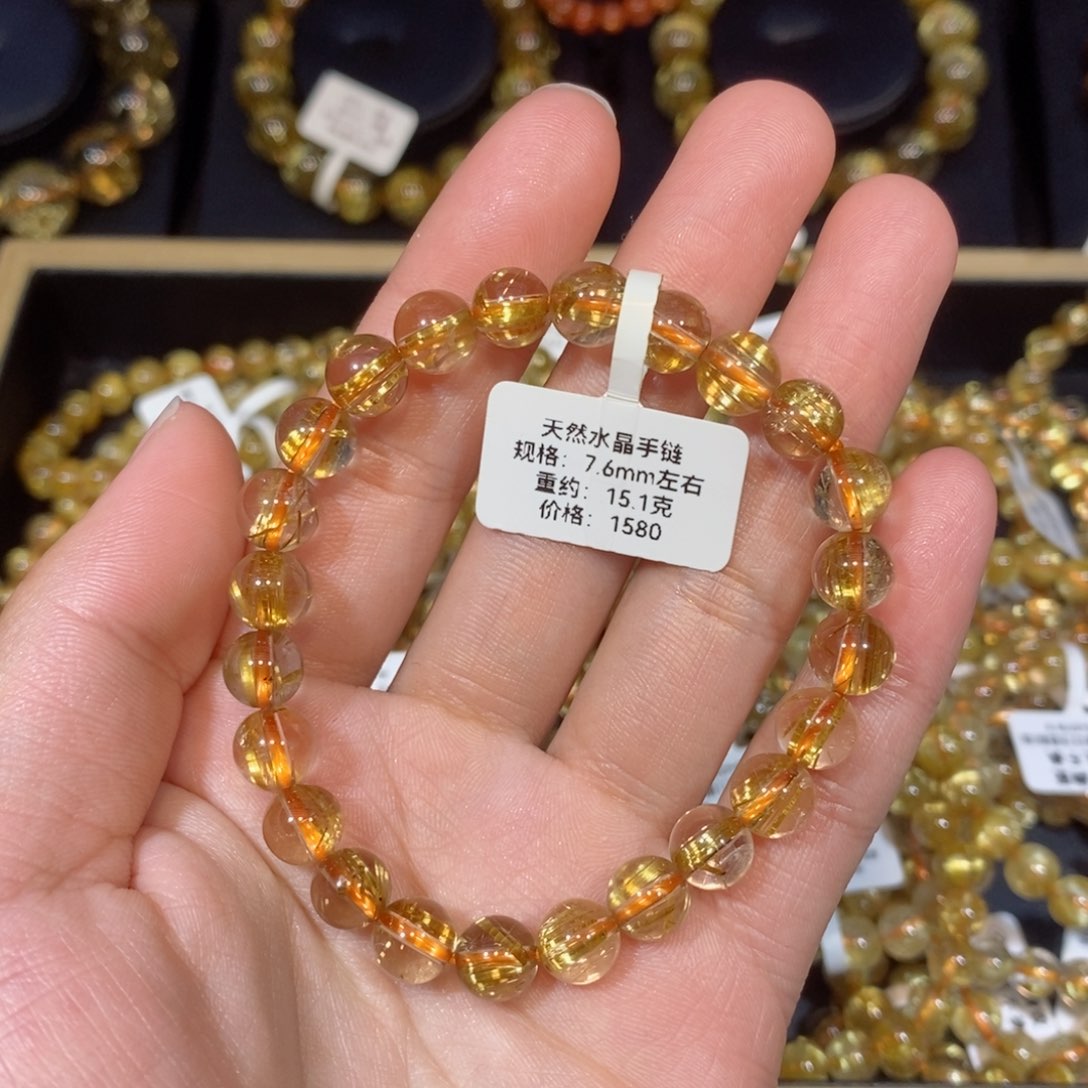 天然水晶手链
规格：7.6mm左右
重约：15.1克
价格：1580